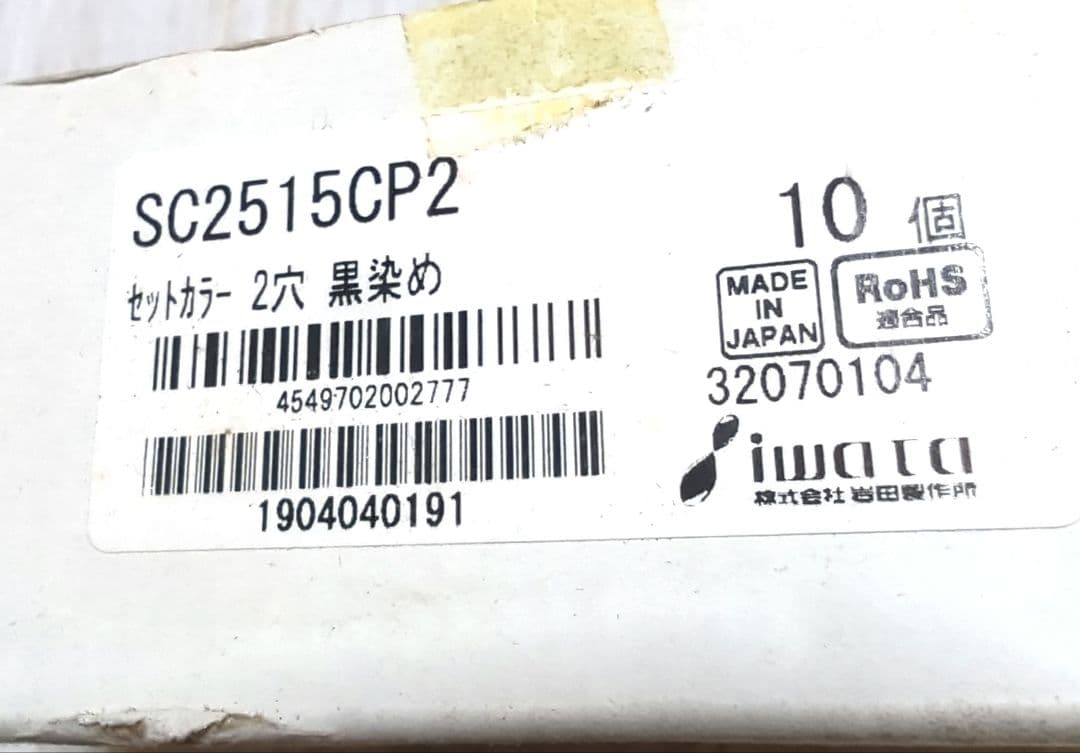 SC2515CP2
10 個
セットカラー 2穴 黒染め
MADE
IN
JAPAN
RoHS
適合品
4549702002777
32070104
iwata
株式会社 岩田製作所
1904040191